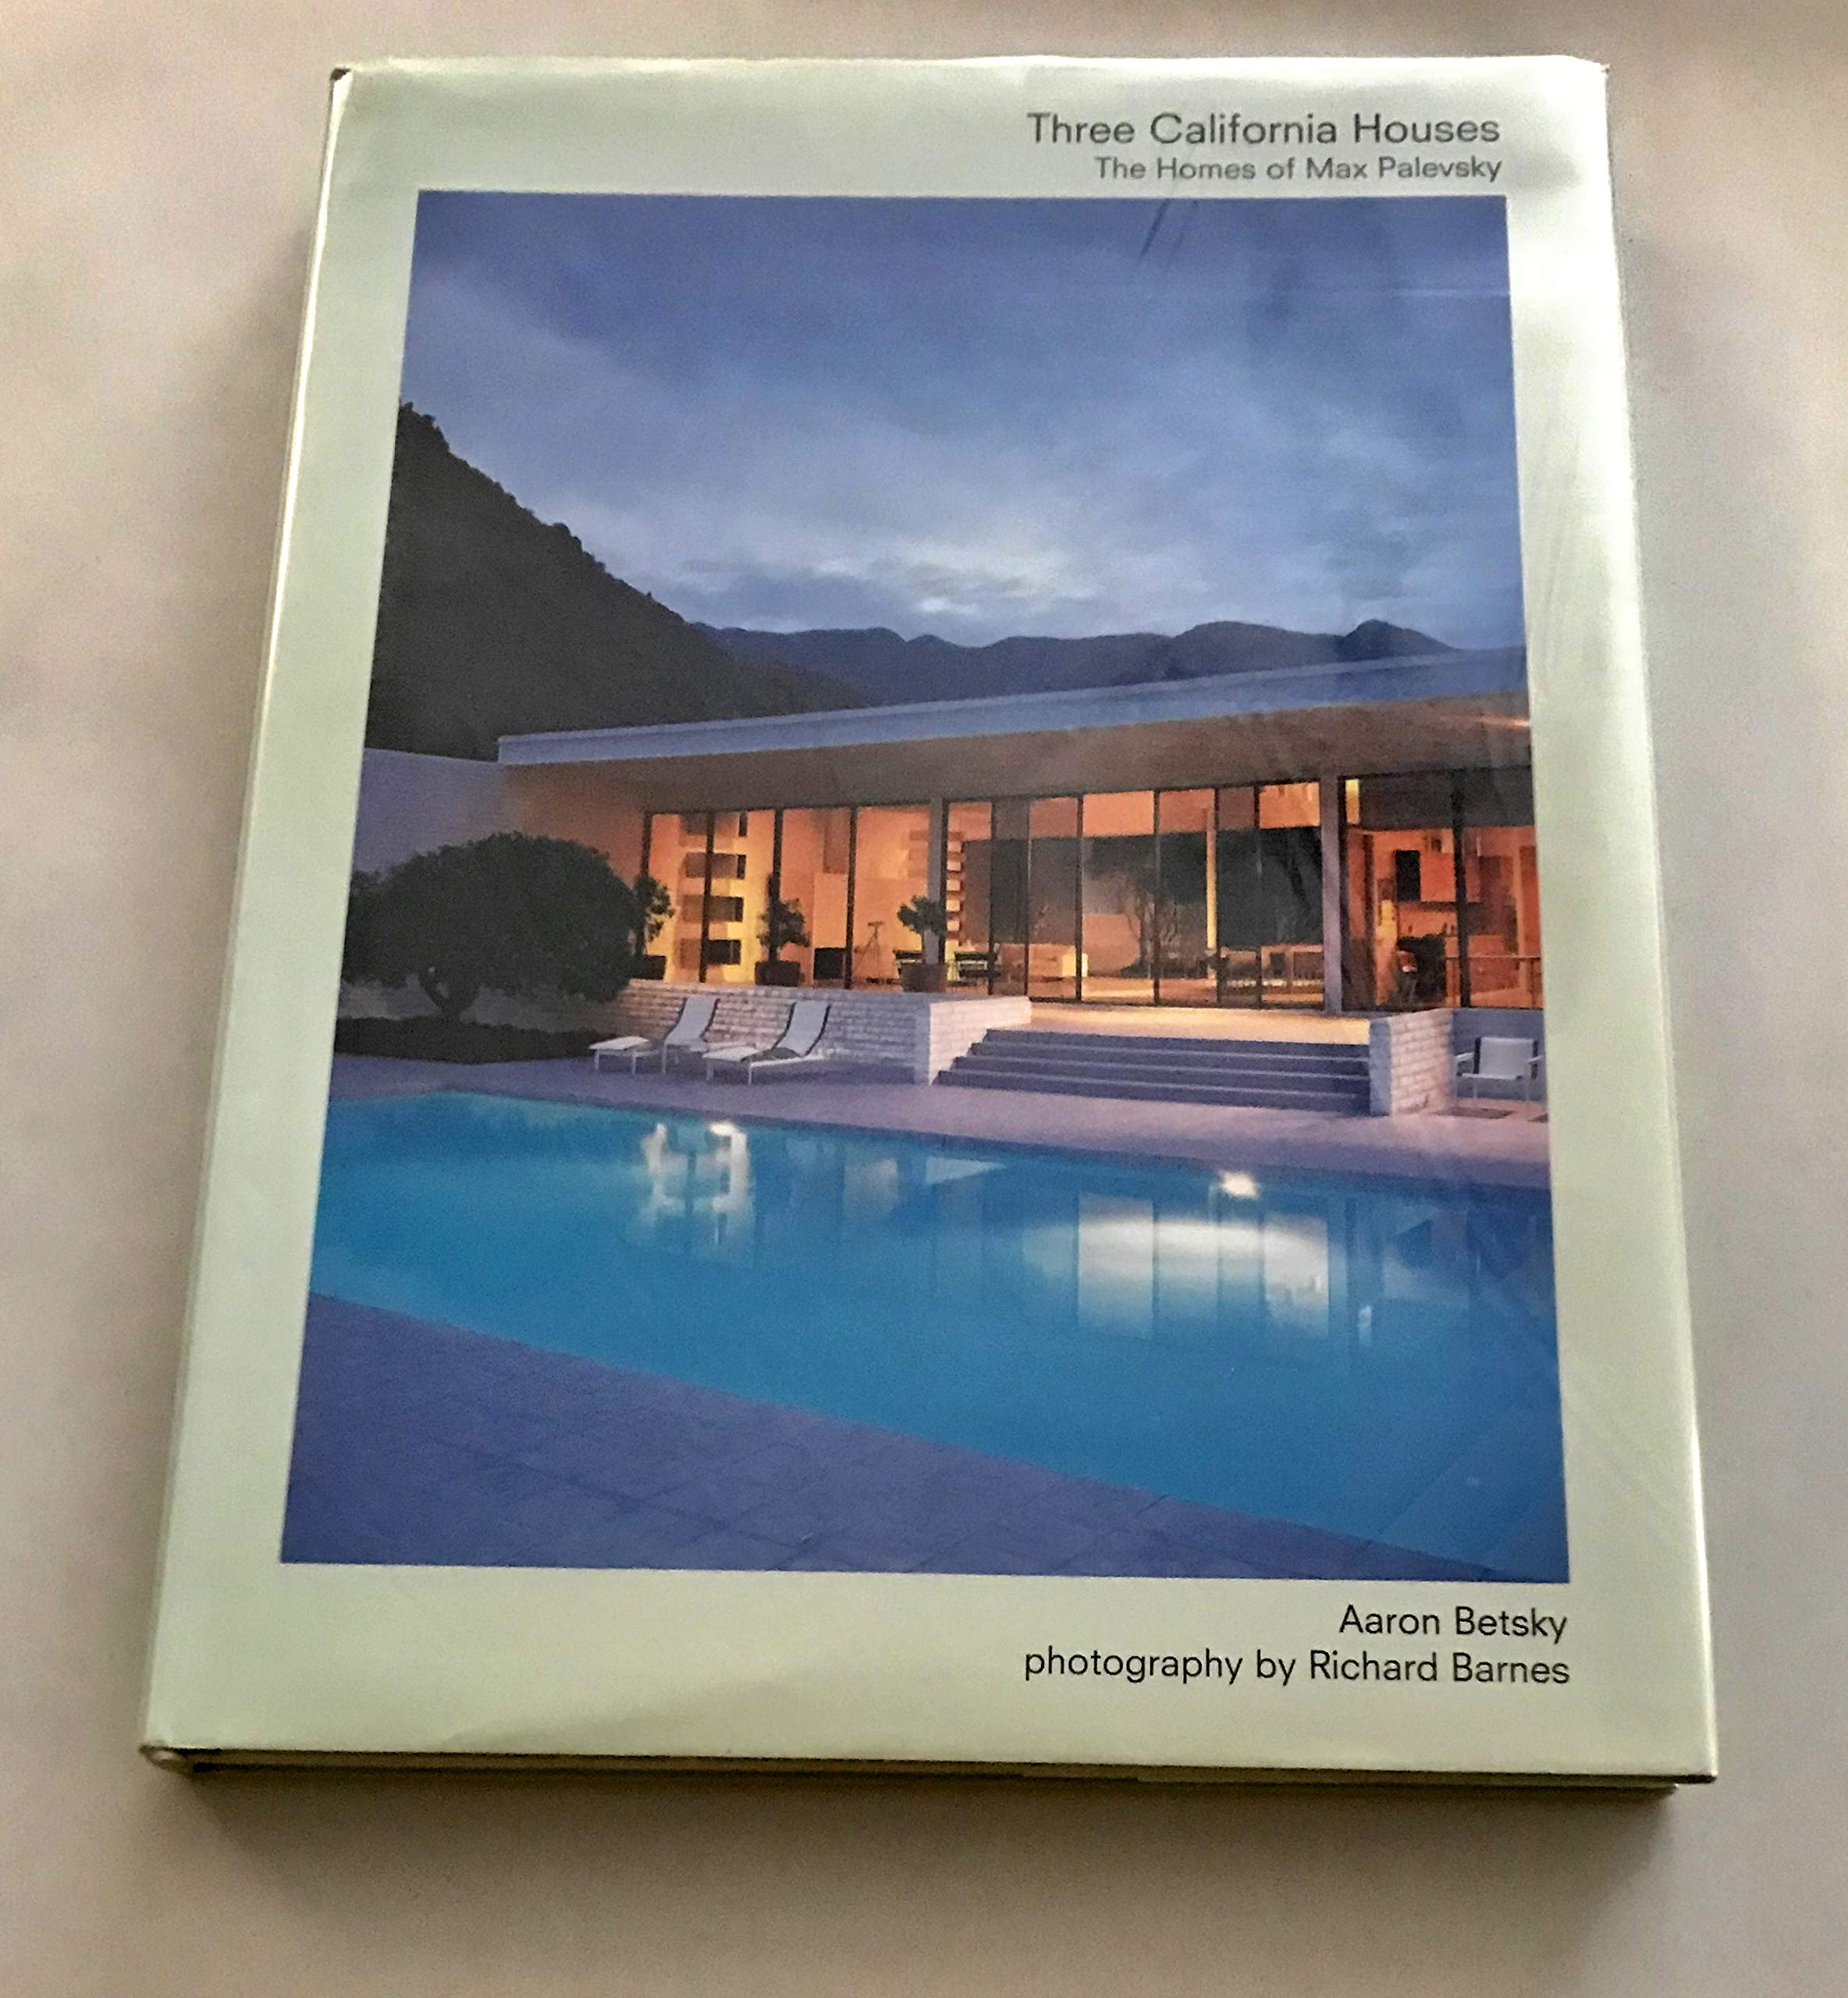 Three California Houses
The Homes of Max Palevsky
Aaron Betsky
photography by Richard Barnes